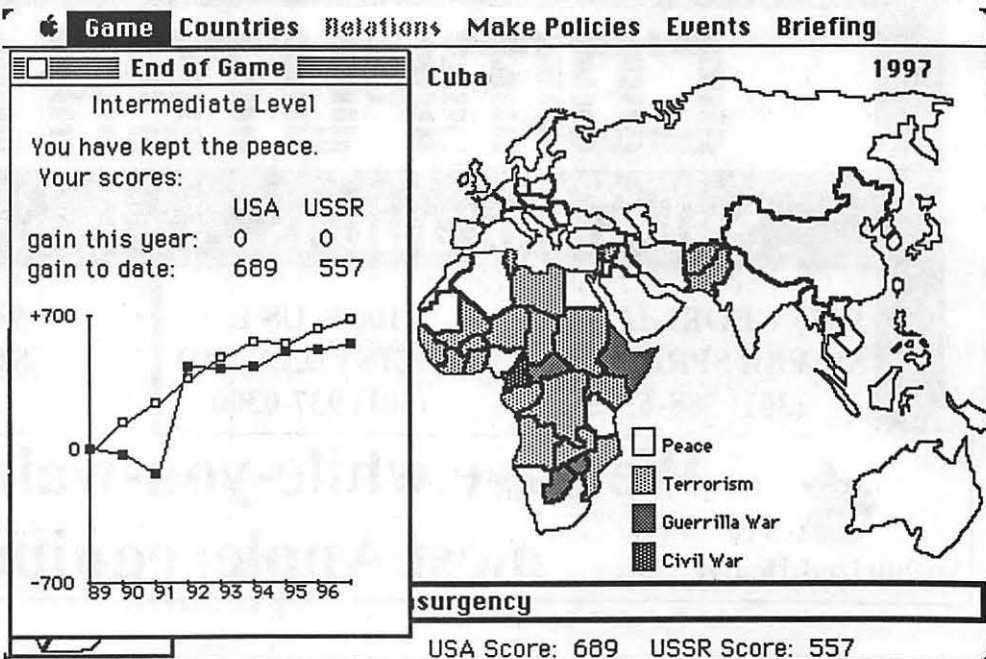 Game Countries Relations Make Policies Events Briefing
End of Game
Intermediate Level
You have kept the peace.
Your scores:
USA USSR
gain this year: 0 0
gain to date: 689 557
+700
0
-700
89 90 91 92 93 94 95 96
Cuba
1997
Peace
Terrorism
Guerrilla War
Civil War
surgency
USA Score: 689 USSR Score: 557
while-you-wait